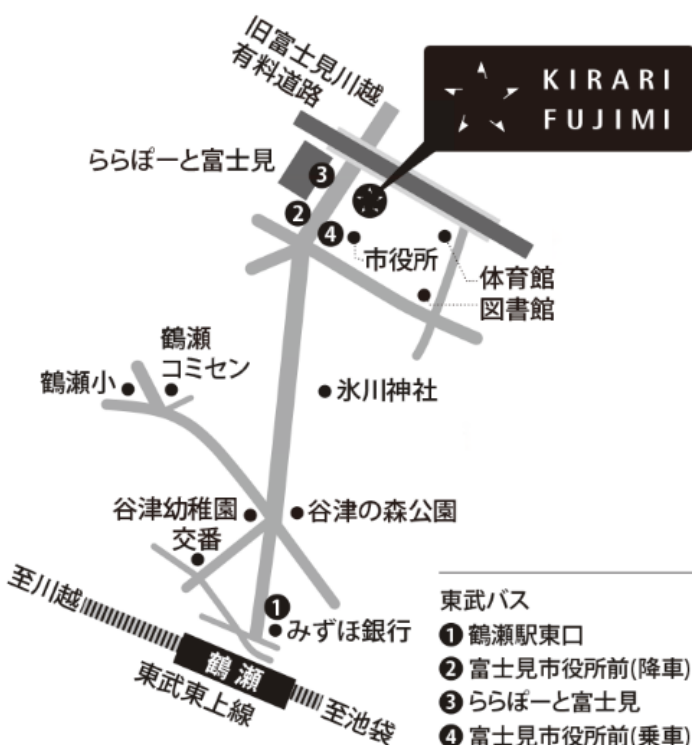 旧富士見川越
有料道路
KIRARI
FUJIMI
ららぽーと富士見
❸
❷
❹
市役所
体育館
図書館
鶴瀬
コミセン
鶴瀬小
氷川神社
谷津幼稚園
谷津の森公園
交番
至川越
❶
みずほ銀行
鶴瀬
東武東上線
至池袋
東武バス
❶鶴瀬駅東口
❷富士見市役所前(降車)
❸ららぽーと富士見
❹富士見市役所前(乗車)